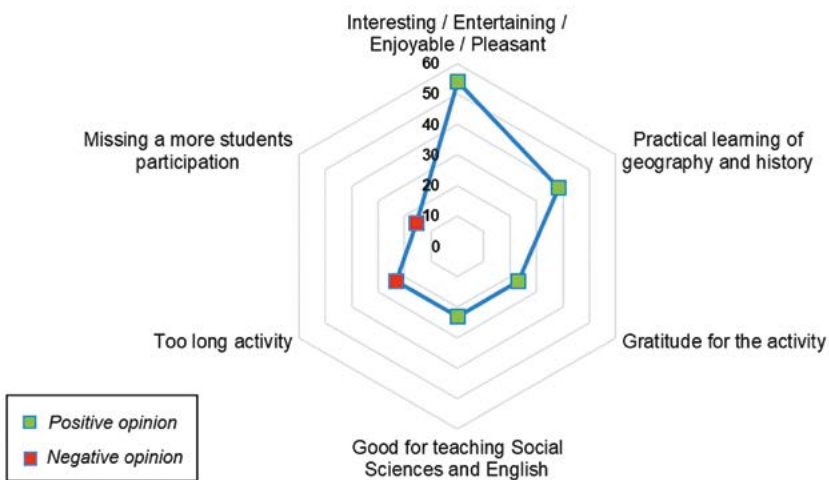 Interesting / Entertaining /
Enjoyable / Pleasant
60
50
40
30
20
10
0
Missing a more students
participation
Practical learning of
geography and history
Too long activity
Gratitude for the activity
Good for teaching Social
Sciences and English
Positive opinion
Negative opinion